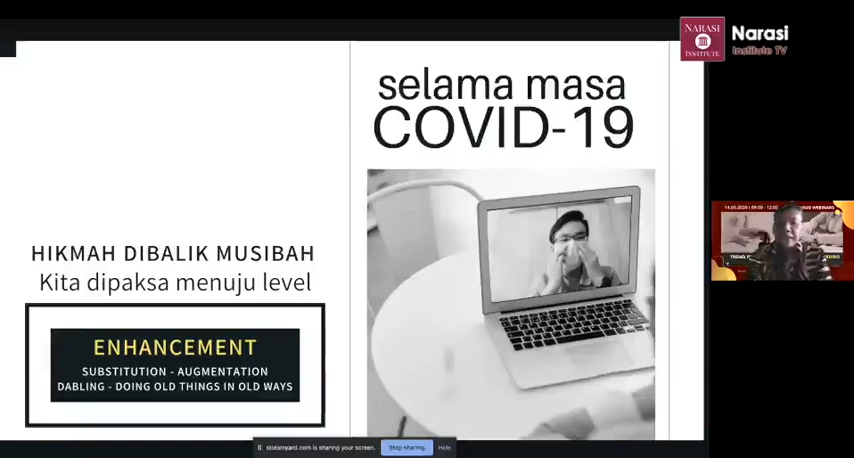 NARASI
INSTITUTE
Narasi
Institute TV
selama masa
COVID-19
HIKMAH DIBALIK MUSIBAH
Kita dipaksa menuju level
ENHANCEMENT
SUBSTITUTION - AUGMENTATION
DABLING - DOING OLD THINGS IN OLD WAYS
streamyard.com is sharing your screen.
Stop sharing
Hide